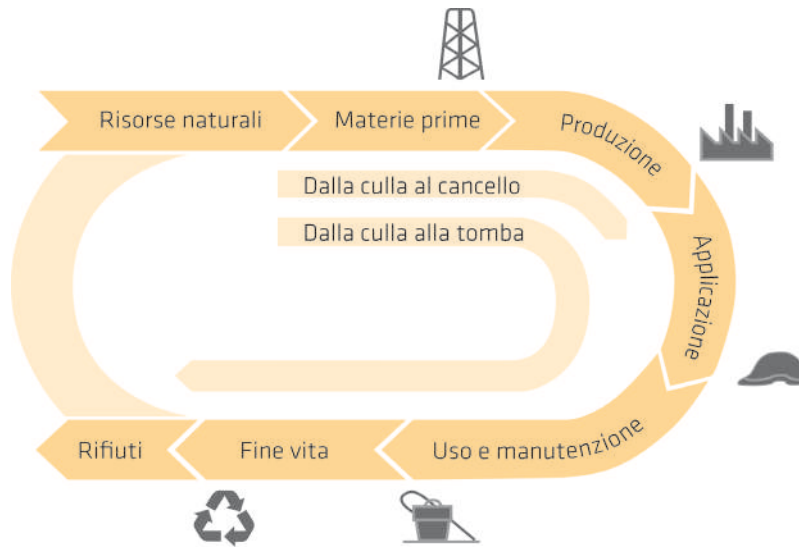 Risorse naturali
Materie prime
Produzione
Applicazione
Uso e manutenzione
Fine vita
Rifiuti
Dalla culla al cancello
Dalla culla alla tomba